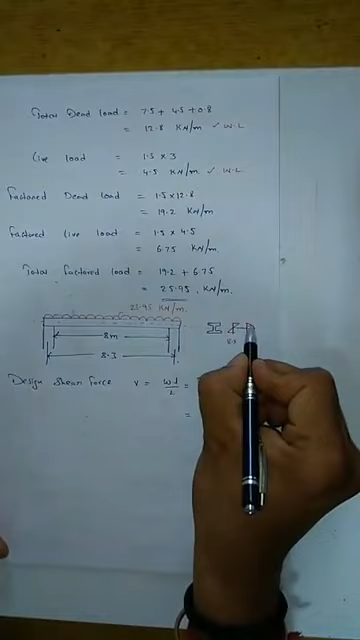 Total Dead load = 7.5 + 4.5 + 0.8
= 12.8 KN/m ✓ W.L
Live load = 1.5 x 3
= 4.5 KN/m ✓ W.L
Factored Dead load = 1.5 x 12.8
= 19.2 KN/m
Factored live load = 1.5 x 4.5
= 6.75 KN/m.
Total factored load = 19.2 + 6.75
= 25.95 KN/m.
25.95 KN/m.
8m
8.3
Design shear force V = wl/2 =
=